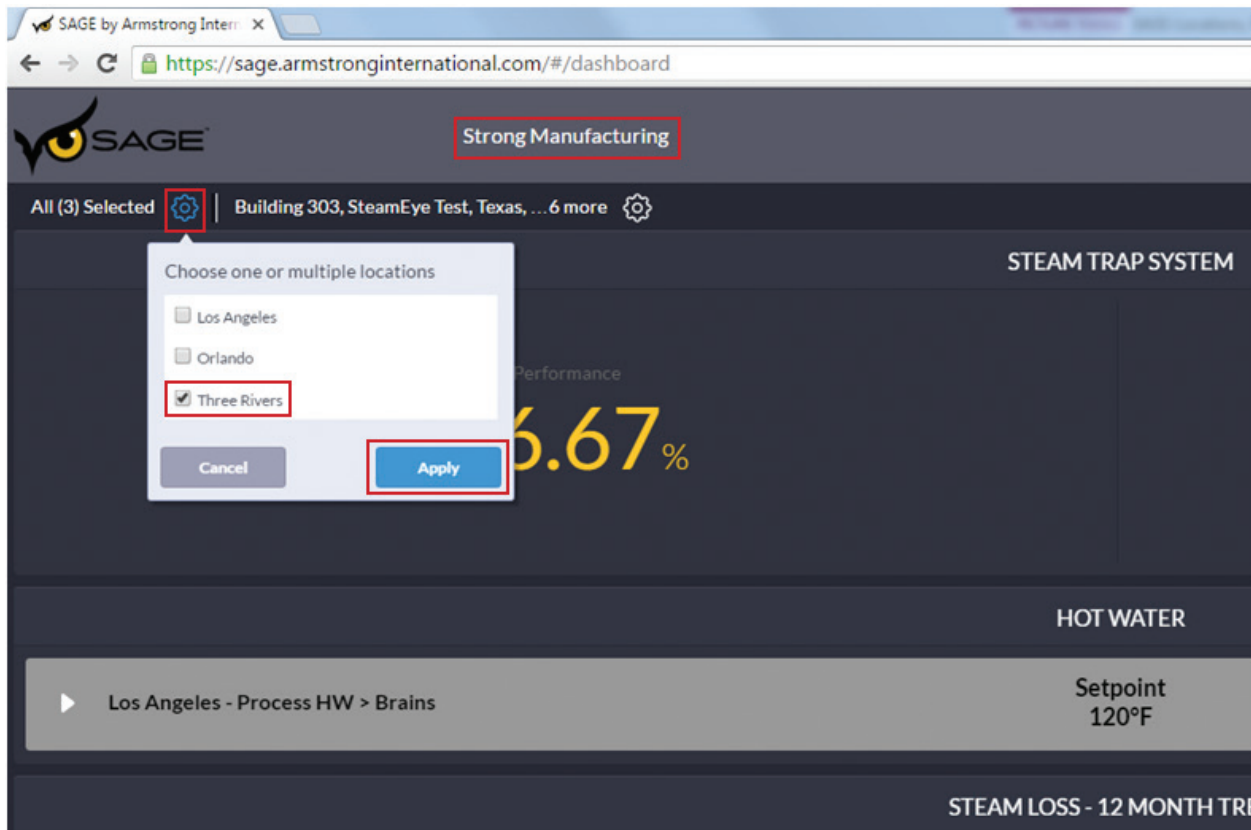 SAGE by Armstrong Intern
https://sage.armstronginternational.com/#/dashboard
SAGE
Strong Manufacturing
All (3) Selected
Building 303, SteamEye Test, Texas, ...6 more
Choose one or multiple locations
Los Angeles
Orlando
Three Rivers
Cancel
Apply
STEAM TRAP SYSTEM
Performance
6.67%
HOT WATER
Los Angeles - Process HW > Brains
Setpoint
120°F
STEAM LOSS - 12 MONTH TRE